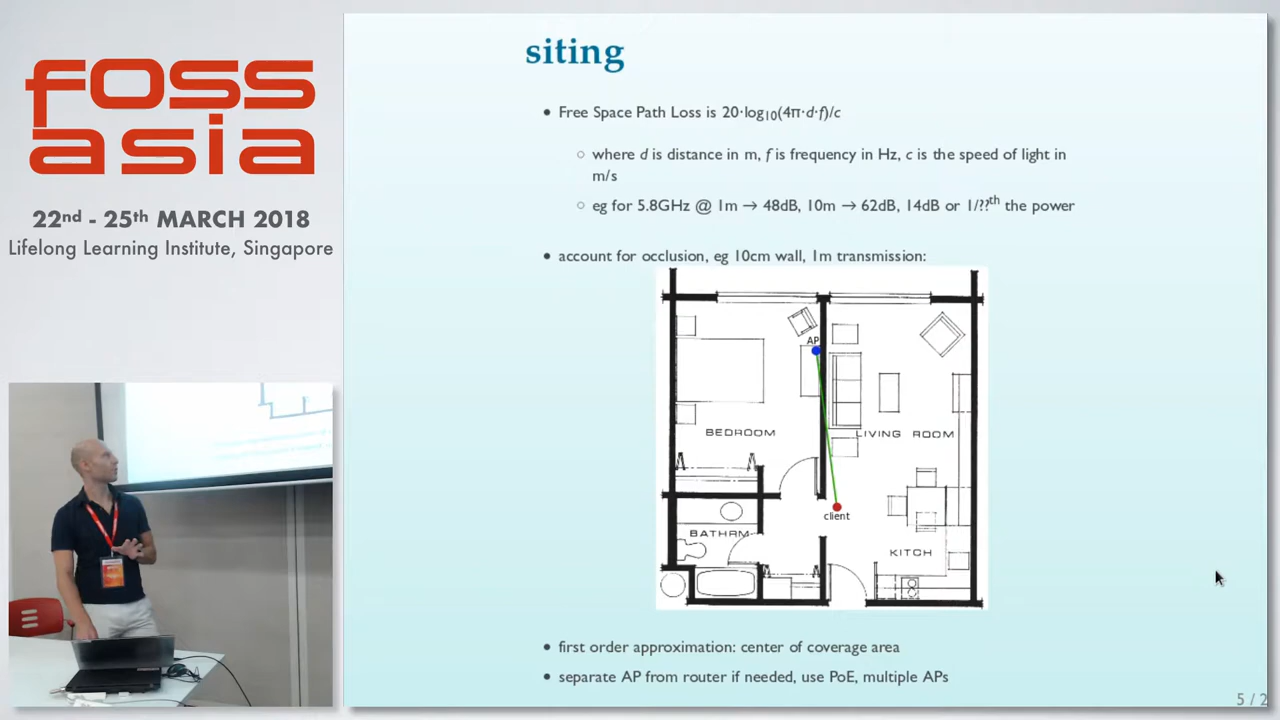 foss
asia
22nd - 25th MARCH 2018
Lifelong Learning Institute, Singapore
siting
• Free Space Path Loss is 20·log10(4π·d·f)/c
○ where d is distance in m, f is frequency in Hz, c is the speed of light in
m/s
○ eg for 5.8GHz @ 1m → 48dB, 10m → 62dB, 14dB or 1/??th the power
• account for occlusion, eg 10cm wall, 1m transmission:
AP
BEDROOM
LIVING ROOM
client
BATHRM
KITCH
• first order approximation: center of coverage area
• separate AP from router if needed, use PoE, multiple APs
5 / 2